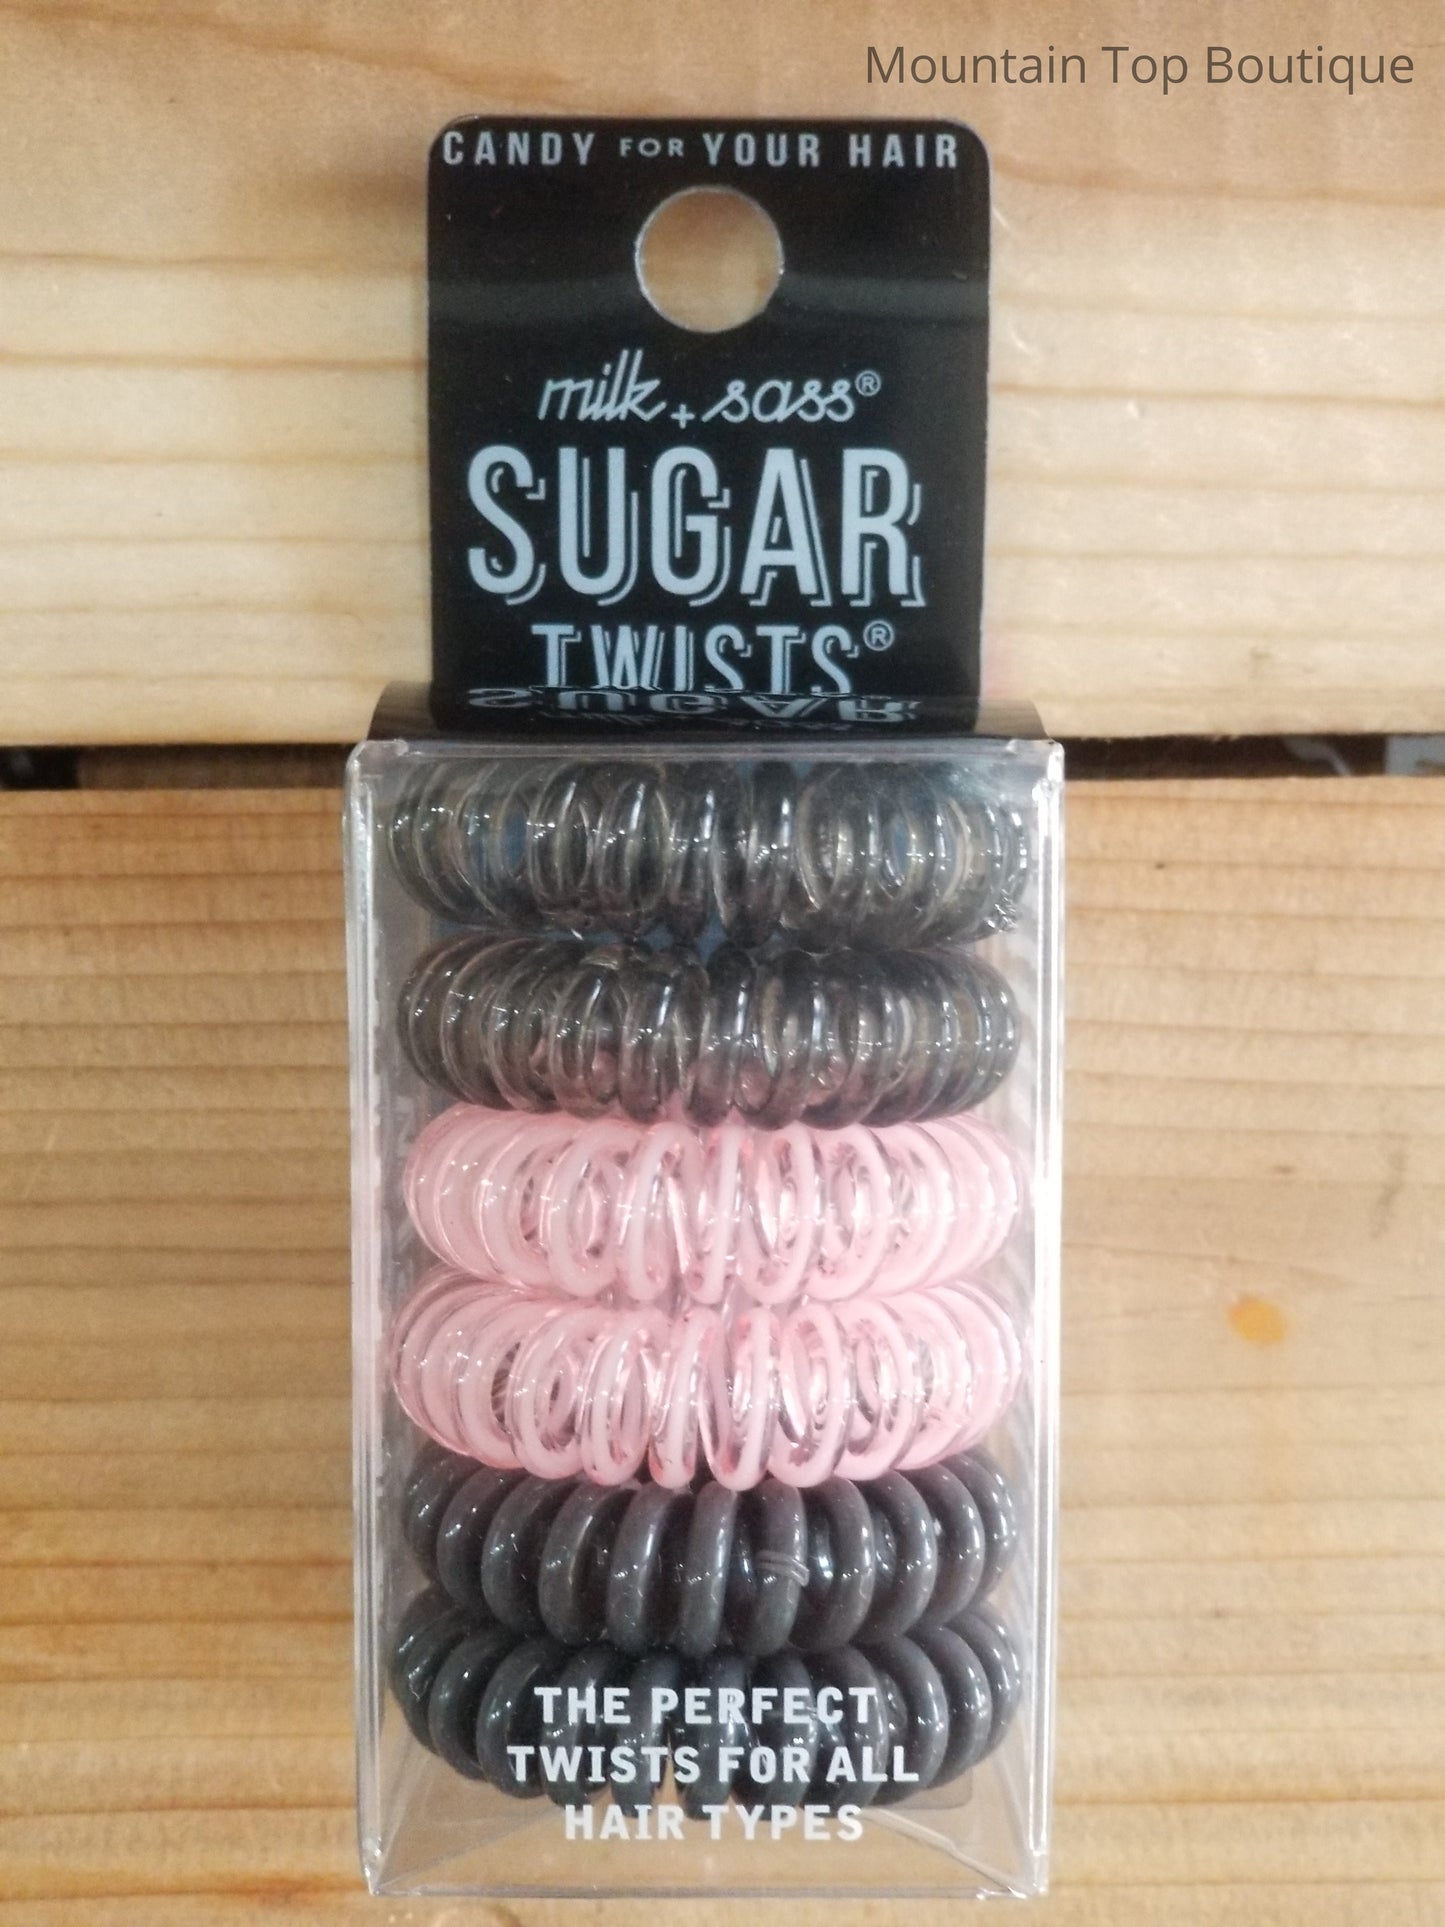 Mountain Top Boutique
CANDY FOR YOUR HAIR
milk + sass®
SUGAR
TWISTS®
THE PERFECT
TWISTS FOR ALL
HAIR TYPES